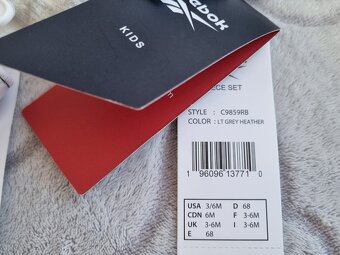 ebok
KIDS
ECE SET
STYLE : C9859RB
COLOR : LT GREY HEATHER
1 96096 13771 0
USA 3/6M D 68
CDN 6M F 3-6M
UK 3-6M I 3-6M
E 68